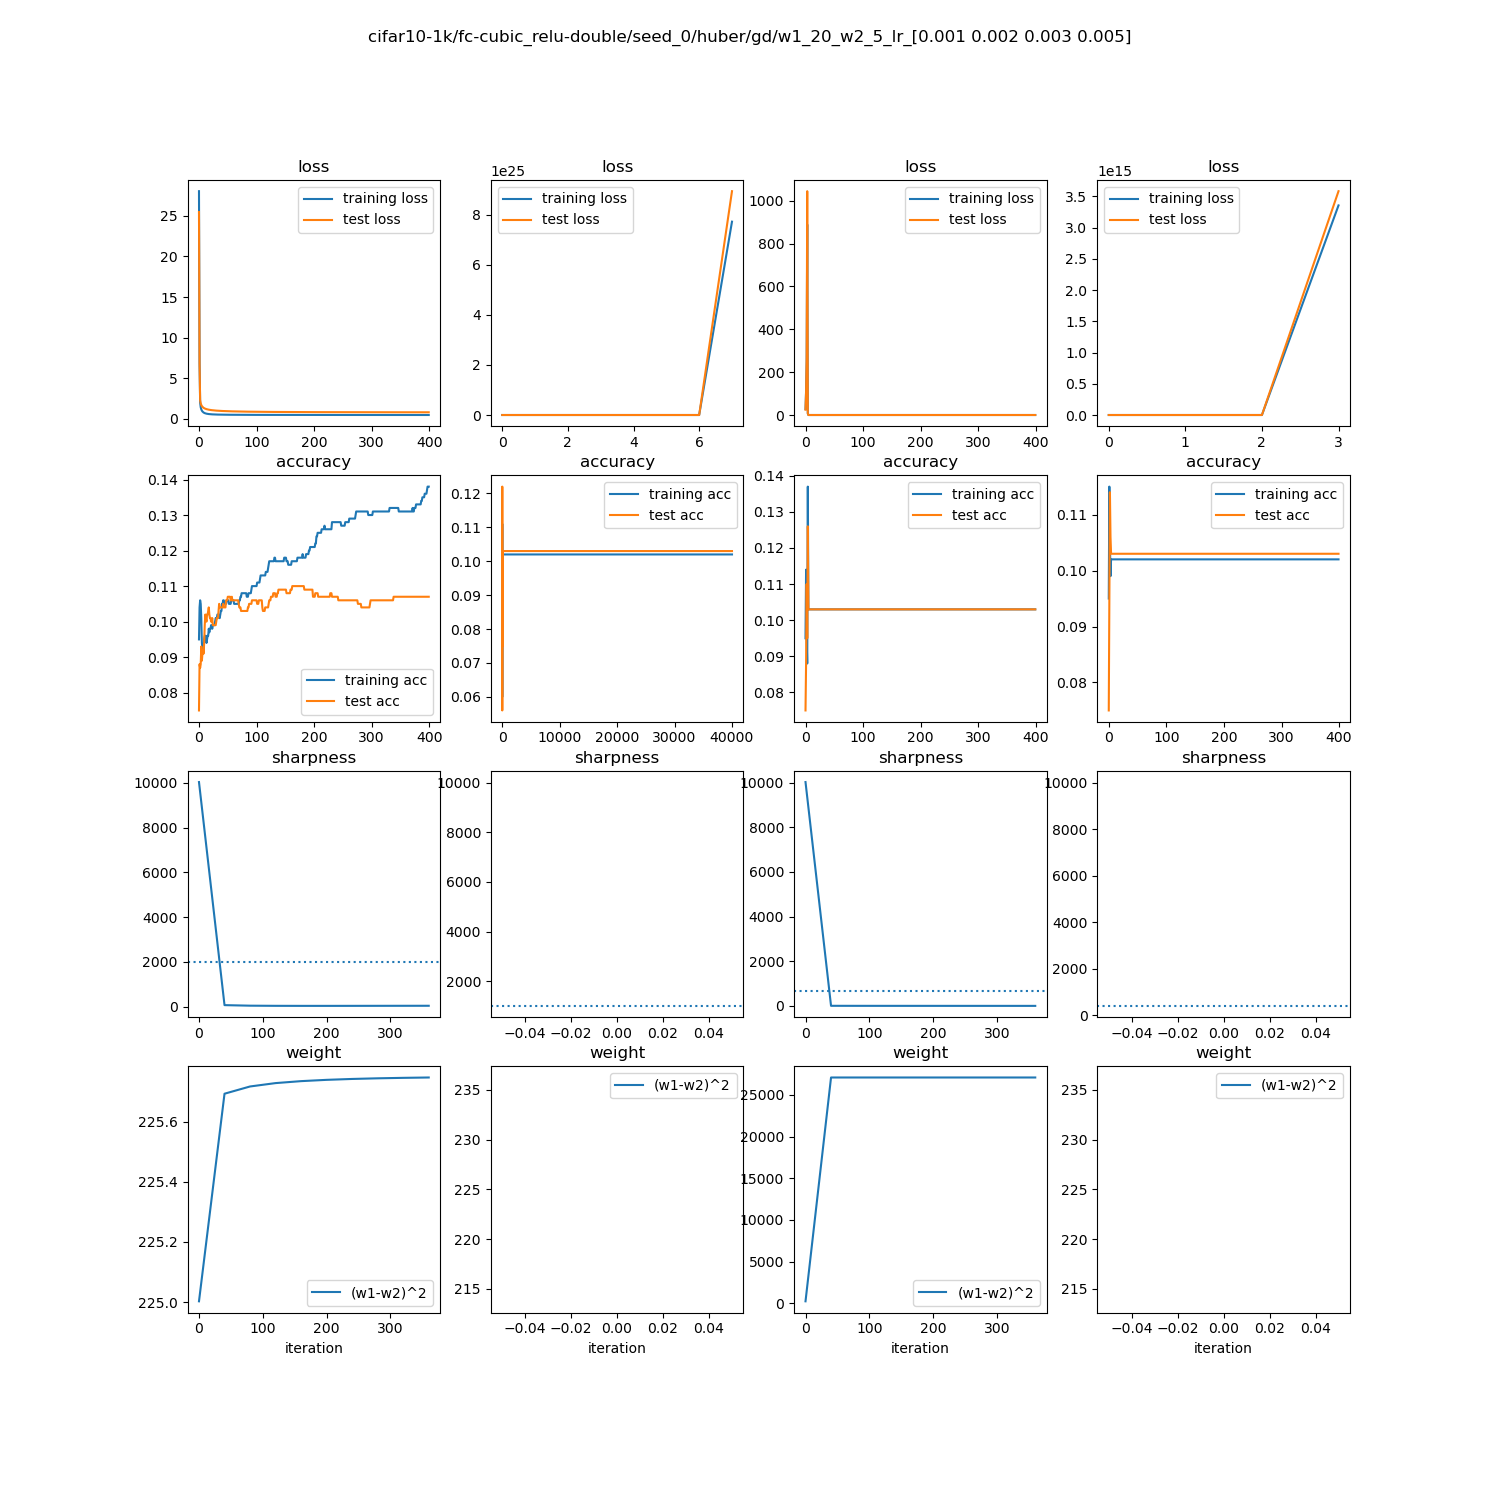 cifar10-1k/fc-cubic_relu-double/seed_0/huber/gd/w1_20_w2_5_lr_[0.001 0.002 0.003 0.005]
loss
training loss
test loss
25
20
15
10
5
0
0 100 200 300 400
loss
1e25
training loss
test loss
8
6
4
2
0
0 2 4 6
loss
training loss
test loss
1000
800
600
400
200
0
0 100 200 300 400
loss
1e15
training loss
test loss
3.5
3.0
2.5
2.0
1.5
1.0
0.5
0.0
0 1 2 3
accuracy
0.14
0.13
0.12
0.11
0.10
0.09
0.08
training acc
test acc
0 100 200 300 400
accuracy
training acc
test acc
0.12
0.11
0.10
0.09
0.08
0.07
0.06
0 10000 20000 30000 40000
accuracy
training acc
test acc
0.14
0.13
0.12
0.11
0.10
0.09
0.08
0 100 200 300 400
accuracy
training acc
test acc
0.11
0.10
0.09
0.08
0 100 200 300 400
sharpness
10000
8000
6000
4000
2000
0
0 100 200 300
sharpness
10000
8000
6000
4000
2000
−0.04 −0.02 0.00 0.02 0.04
sharpness
10000
8000
6000
4000
2000
0
0 100 200 300
sharpness
10000
8000
6000
4000
2000
0
−0.04 −0.02 0.00 0.02 0.04
weight
225.6
225.4
225.2
225.0
(w1-w2)^2
0 100 200 300
iteration
weight
(w1-w2)^2
235
230
225
220
215
−0.04 −0.02 0.00 0.02 0.04
iteration
weight
25000
20000
15000
10000
5000
0
(w1-w2)^2
0 100 200 300
iteration
weight
(w1-w2)^2
235
230
225
220
215
−0.04 −0.02 0.00 0.02 0.04
iteration